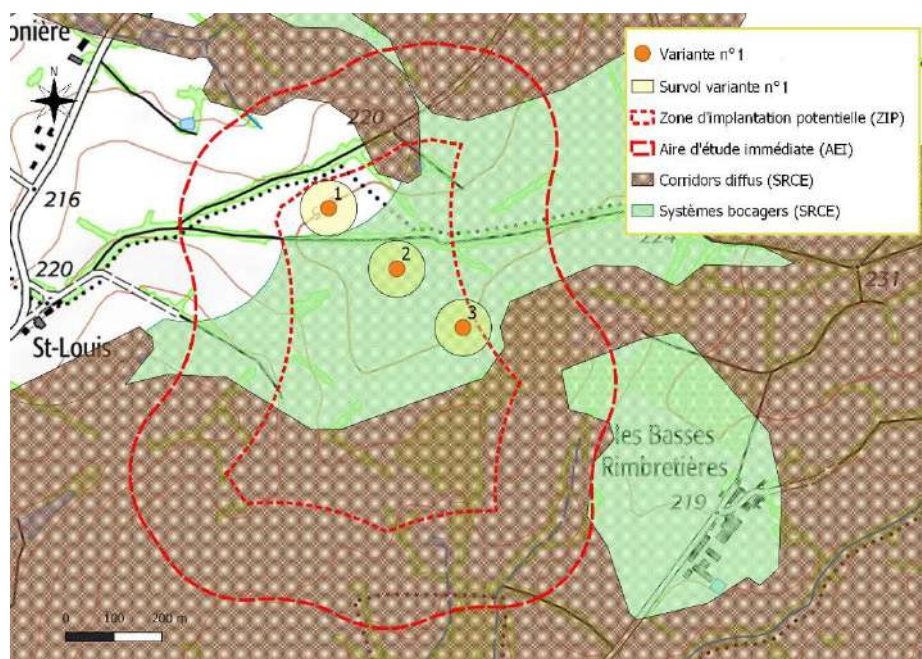 onière
N
216
220
St-Louis
220
1
2
3
224
231
les Basses
Rimbretières
219
0 100 200 m
Variante n°1
Survol variante n°1
Zone d'implantation potentielle (ZIP)
Aire d'étude immédiate (AEI)
Corridors diffus (SRCE)
Systèmes bocagers (SRCE)